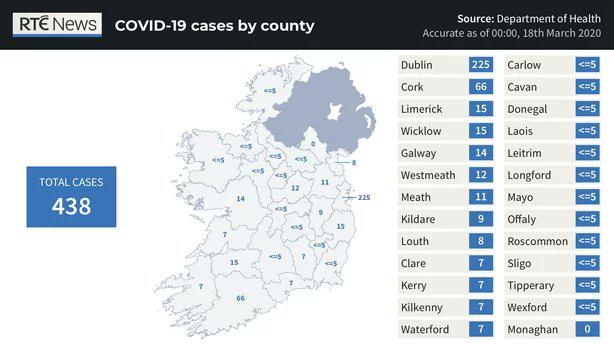 RTÉ News
COVID-19 cases by county
Source: Department of Health
Accurate as of 00:00, 18th March 2020
TOTAL CASES
438
<=5
0
<=5
<=5
<=5
<=5
8
<=5
<=5
12
11
14
225
<=5
9
<=5
15
7
<=5
15
<=5
7
<=5
7
7
66
Dublin 225
Cork 66
Limerick 15
Wicklow 15
Galway 14
Westmeath 12
Meath 11
Kildare 9
Louth 8
Clare 7
Kerry 7
Kilkenny 7
Waterford 7
Carlow <=5
Cavan <=5
Donegal <=5
Laois <=5
Leitrim <=5
Longford <=5
Mayo <=5
Offaly <=5
Roscommon <=5
Sligo <=5
Tipperary <=5
Wexford <=5
Monaghan 0